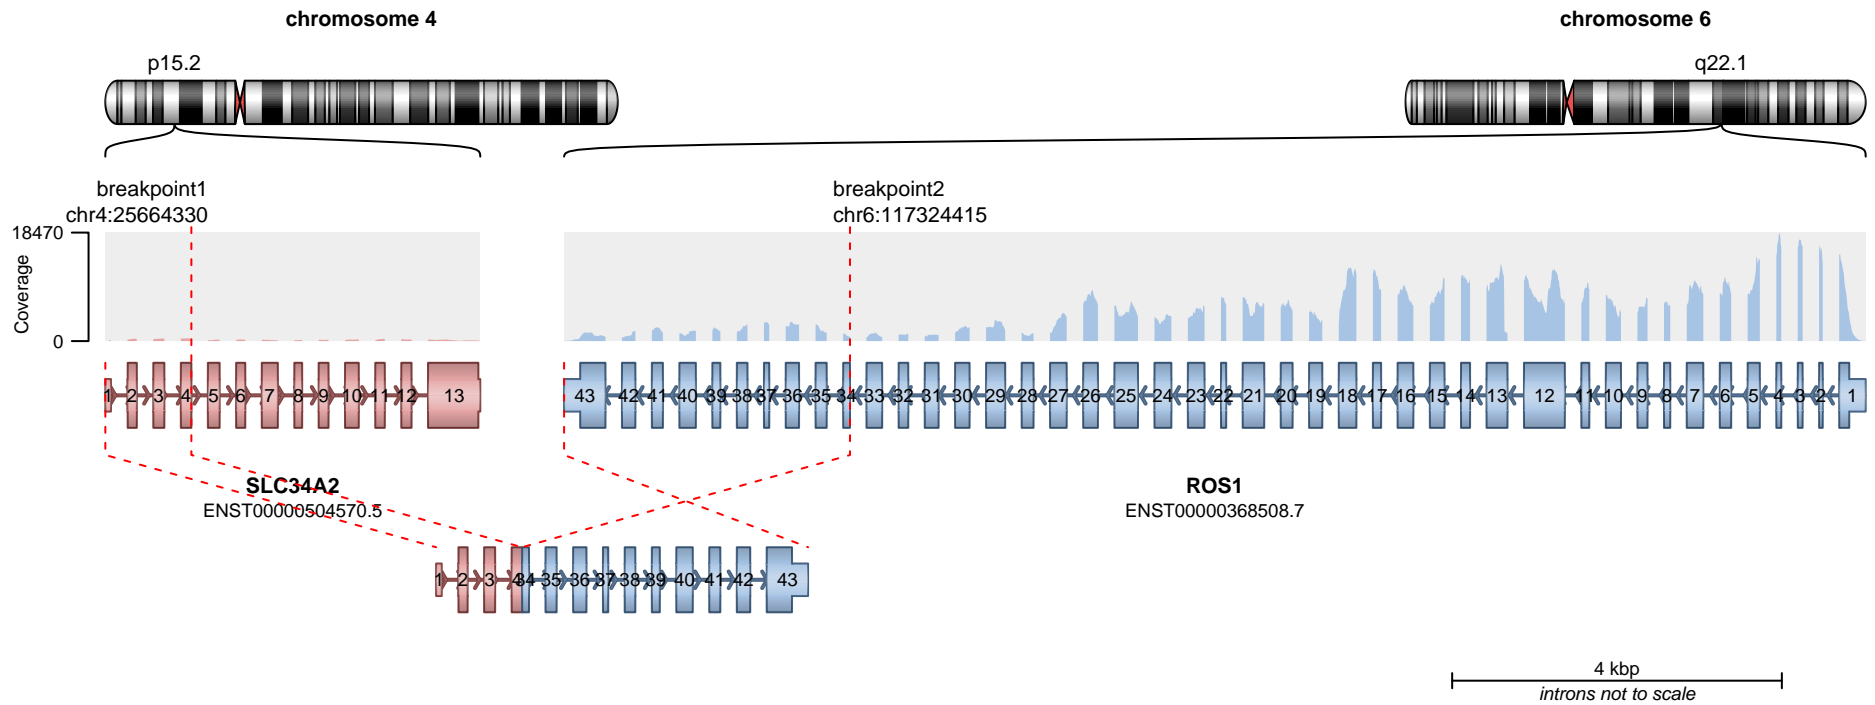 chromosome 4
chromosome 6
p15.2
q22.1
breakpoint1
chr4:25664330
breakpoint2
chr6:117324415
18470
Coverage
0
1 2 3 4 5 6 7 8 9 10 11 12 13
43 42 41 40 39 38 37 36 35 34 33 32 31 30 29 28 27 26 25 24 23 22 21 20 19 18 17 16 15 14 13 12 11 10 9 8 7 6 5 4 3 2 1
SLC34A2
ENST00000504570.5
ROS1
ENST00000368508.7
1 2 3 4 34 35 36 37 38 39 40 41 42 43
4 kbp
introns not to scale